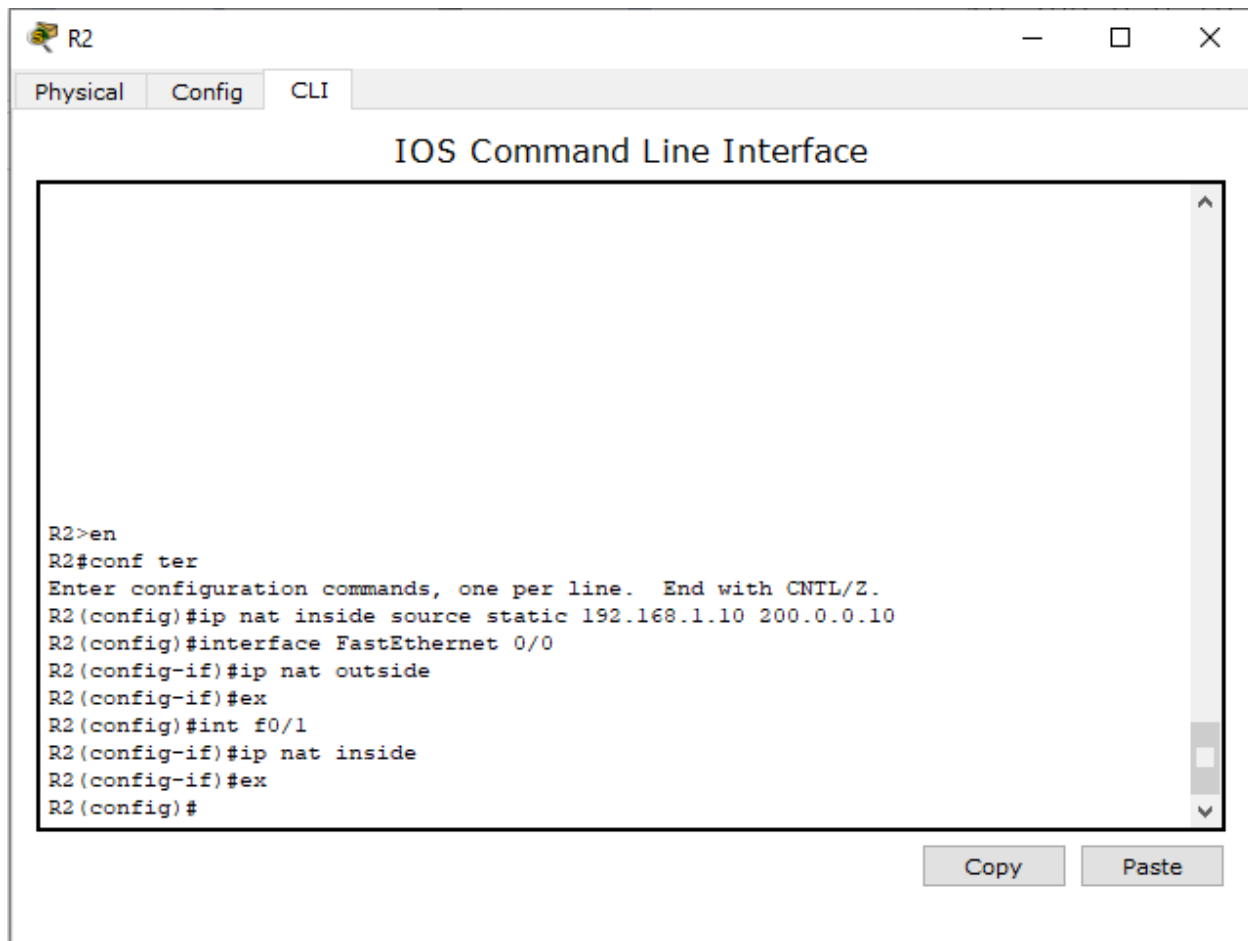 R2
Physical Config CLI
IOS Command Line Interface
R2>en
R2#conf ter
Enter configuration commands, one per line.  End with CNTL/Z.
R2(config)#ip nat inside source static 192.168.1.10 200.0.0.10
R2(config)#interface FastEthernet 0/0
R2(config-if)#ip nat outside
R2(config-if)#ex
R2(config)#int f0/1
R2(config-if)#ip nat inside
R2(config-if)#ex
R2(config)#
Copy Paste